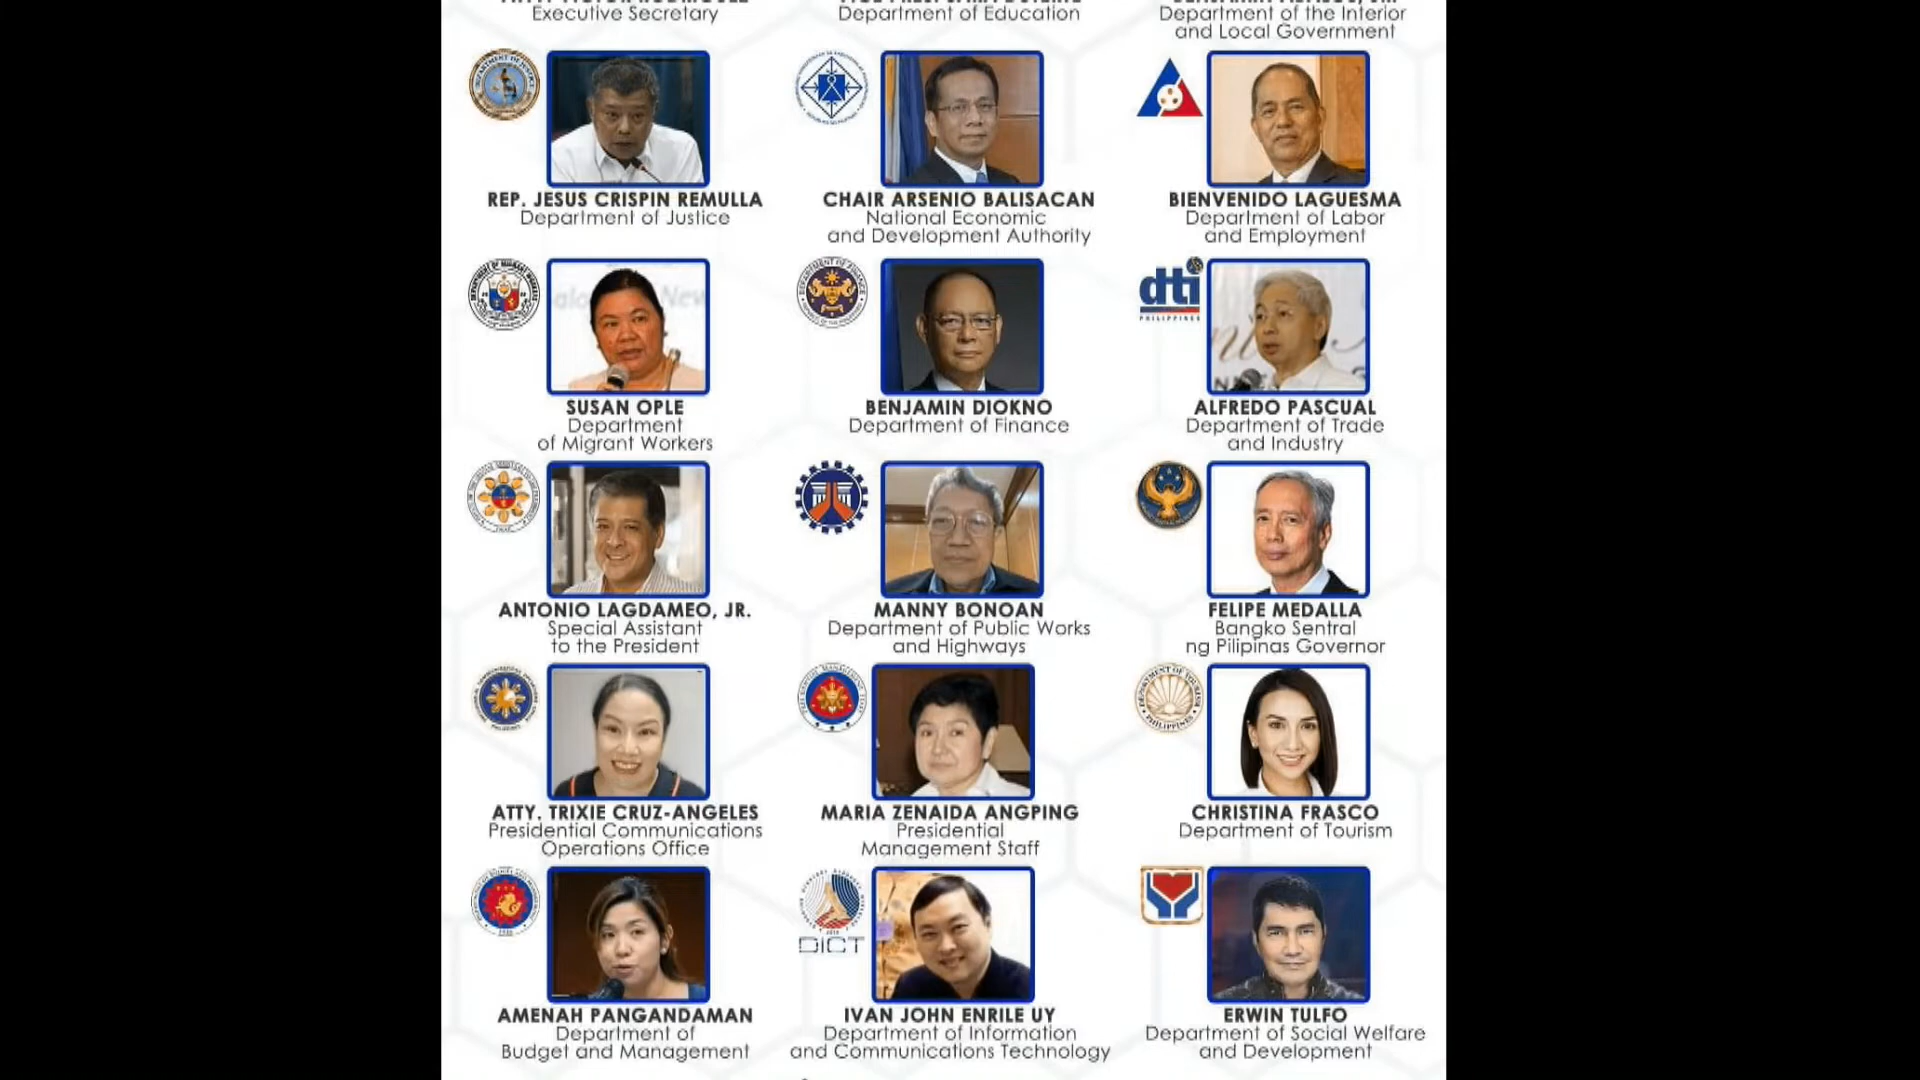 Executive Secretary
Department of Education
Department of the Interior
and Local Government
REP. JESUS CRISPIN REMULLA
Department of Justice
CHAIR ARSENIO BALISACAN
National Economic
and Development Authority
BIENVENIDO LAGUESMA
Department of Labor
and Employment
SUSAN OPLE
Department
of Migrant Workers
BENJAMIN DIOKNO
Department of Finance
dti
PHILIPPINES
ALFREDO PASCUAL
Department of Trade
and Industry
ANTONIO LAGDAMEO, JR.
Special Assistant
to the President
MANNY BONOAN
Department of Public Works
and Highways
FELIPE MEDALLA
Bangko Sentral
ng Pilipinas Governor
ATTY. TRIXIE CRUZ-ANGELES
Presidential Communications
Operations Office
MARIA ZENAIDA ANGPING
Presidential
Management Staff
CHRISTINA FRASCO
Department of Tourism
AMENAH PANGANDAMAN
Department of
Budget and Management
DICT
IVAN JOHN ENRILE UY
Department of Information
and Communications Technology
ERWIN TULFO
Department of Social Welfare
and Development